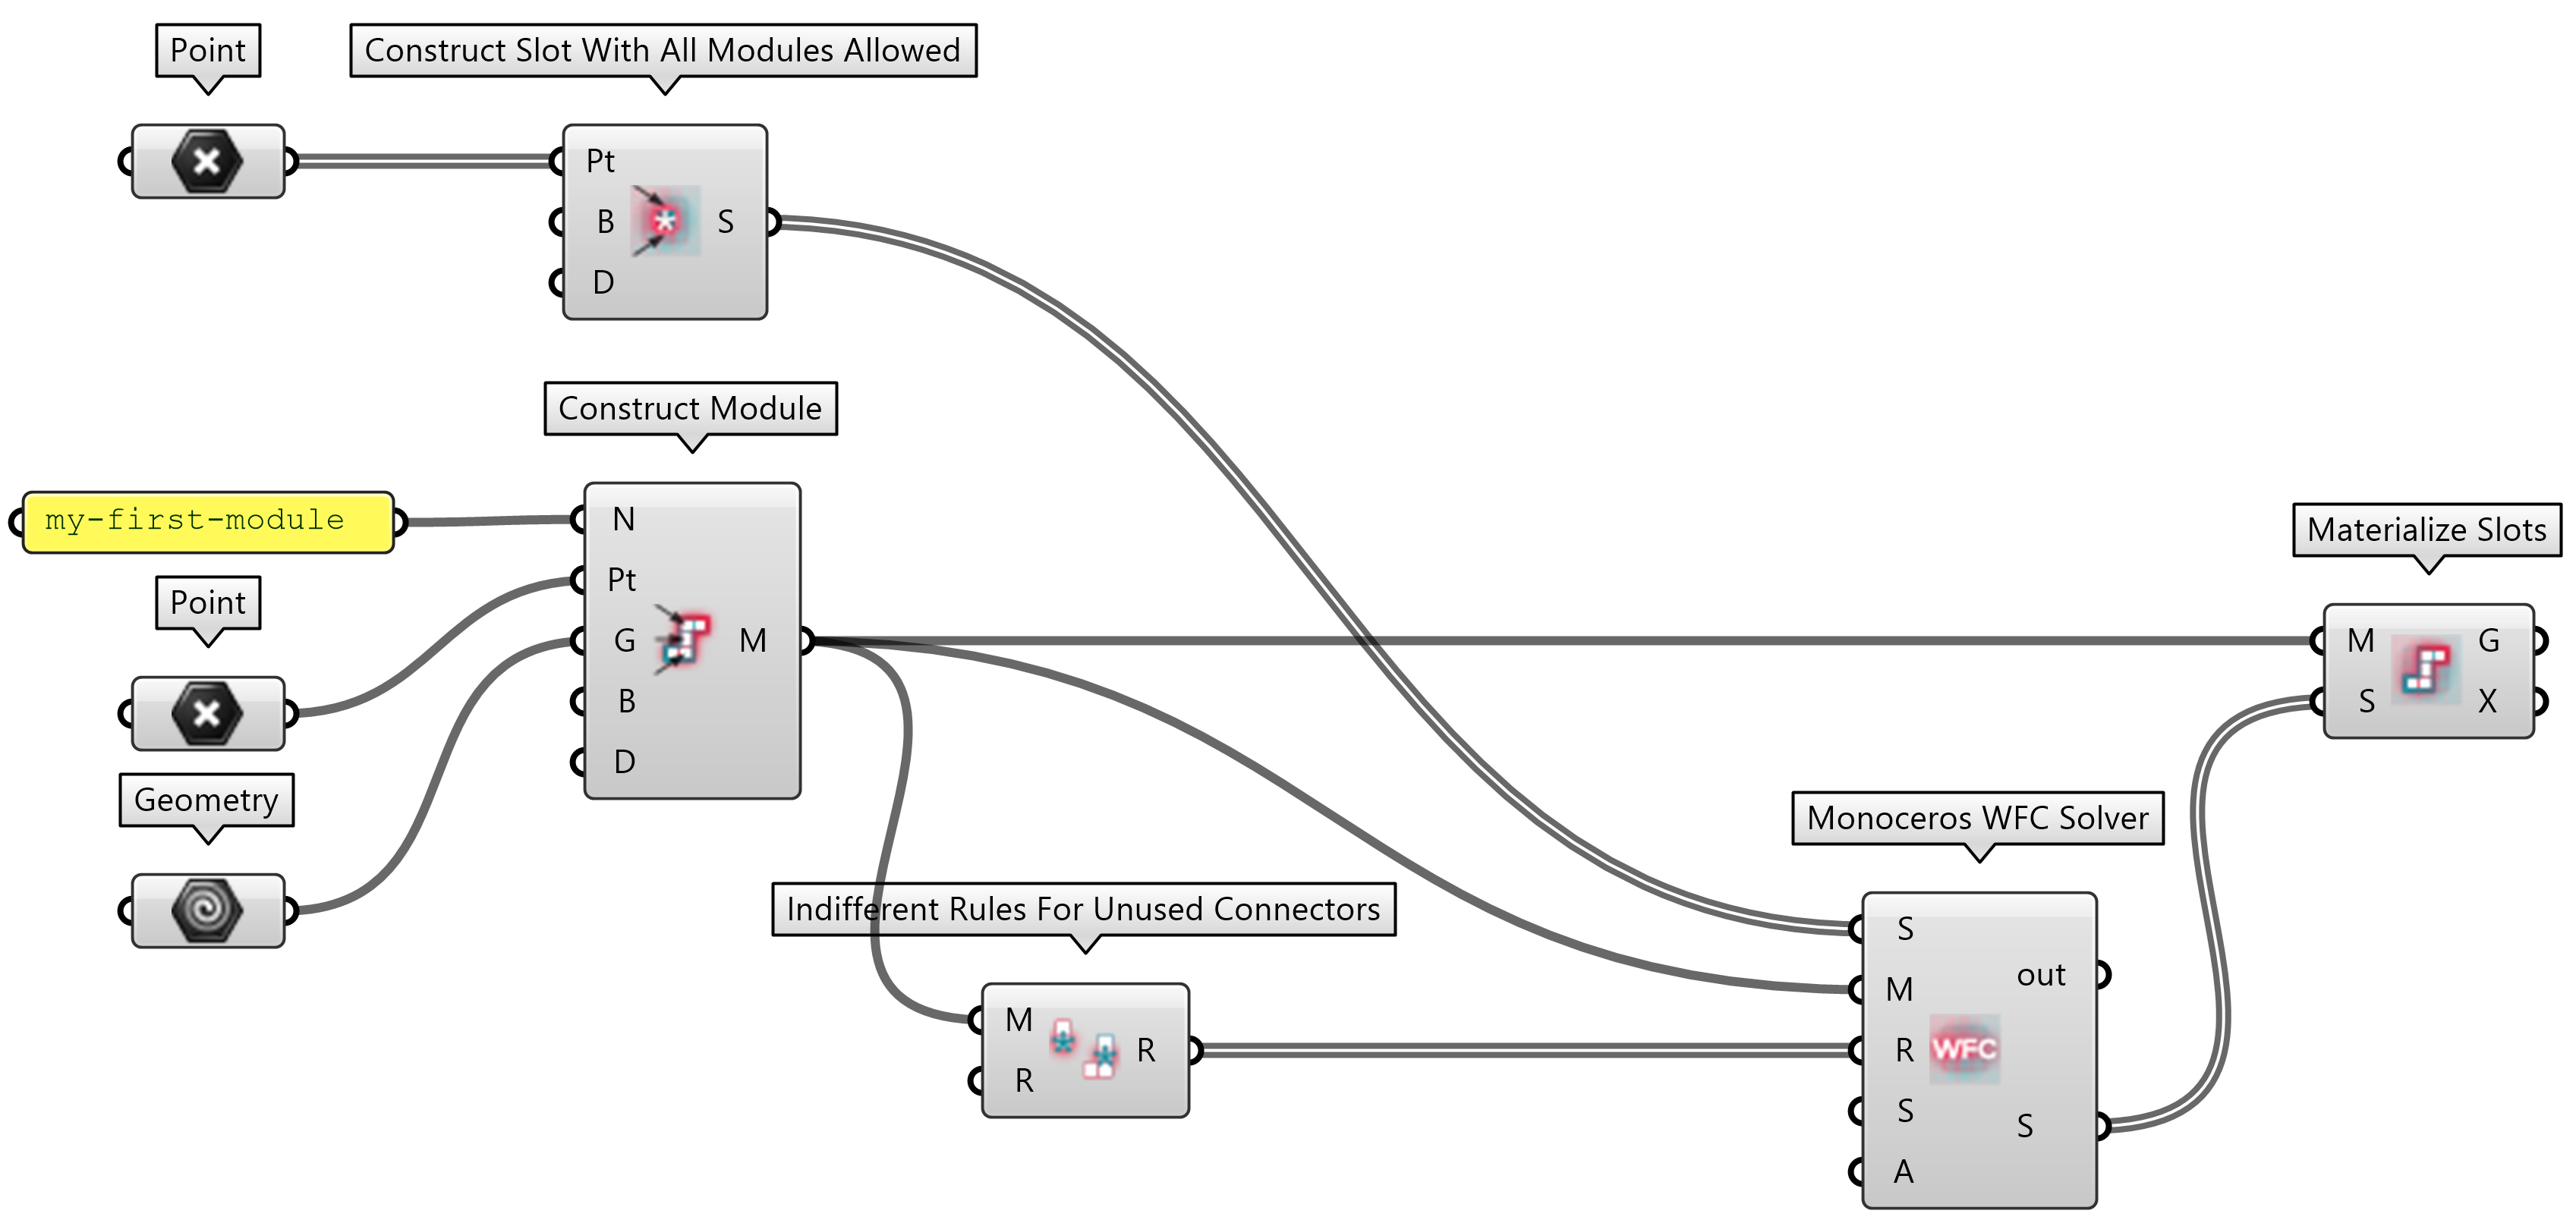 Point
Construct Slot With All Modules Allowed
Pt
B
S
D
Construct Module
my-first-module
N
Pt
G
M
B
D
Point
Geometry
Materialize Slots
M
G
S
X
Monoceros WFC Solver
Indifferent Rules For Unused Connectors
M
R
R
S
out
M
R
WFC
S
S
A